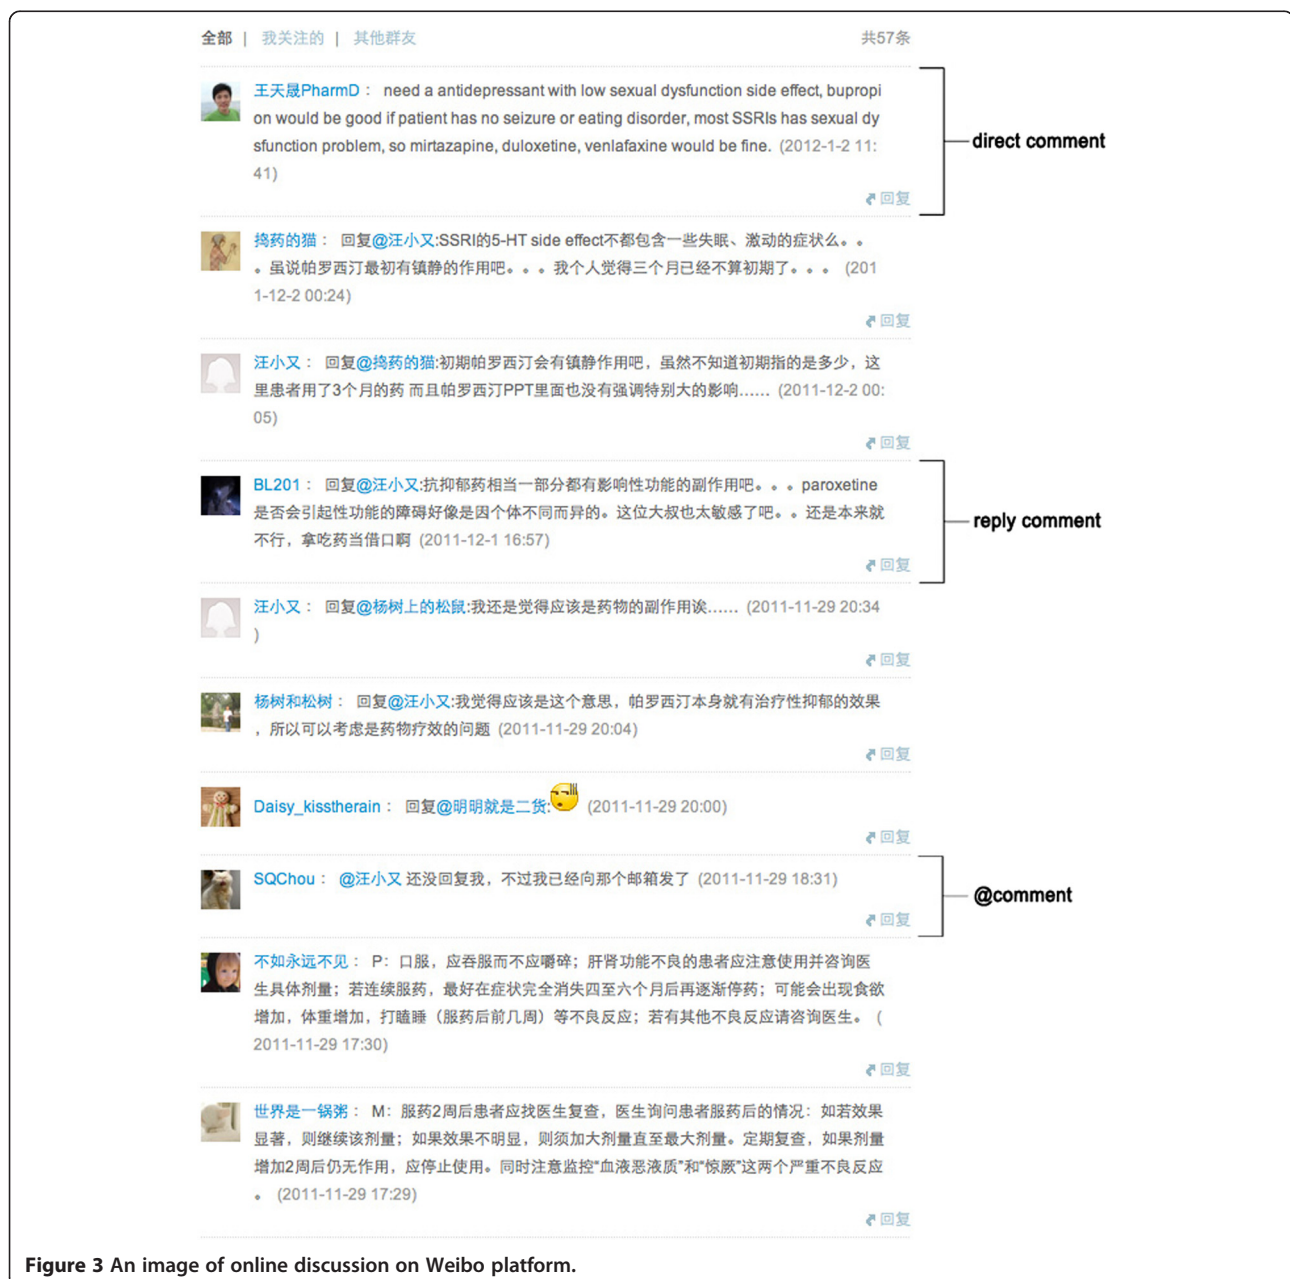 全部 | 我关注的 | 其他群友 共57条
王天晟PharmD： need a antidepressant with low sexual dysfunction side effect, bupropi
on would be good if patient has no seizure or eating disorder, most SSRIs has sexual dy
sfunction problem, so mirtazapine, duloxetine, venlafaxine would be fine. (2012-1-2 11:
41)
回复
direct comment
捣药的猫： 回复@汪小又:SSRI的5-HT side effect不都包含一些失眠、激动的症状么。。
。虽说帕罗西汀最初有镇静的作用吧。。。我个人觉得三个月已经不算初期了。。。 (201
1-12-2 00:24)
回复
汪小又： 回复@捣药的猫:初期帕罗西汀会有镇静作用吧，虽然不知道初期指的是多少，这
里患者用了3个月的药 而且帕罗西汀PPT里面也没有强调特别大的影响...... (2011-12-2 00:
05)
回复
BL201： 回复@汪小又:抗抑郁药相当一部分都有影响性功能的副作用吧。。。paroxetine
是否会引起性功能的障碍好像是因个体不同而异的。这位大叔也太敏感了吧。。还是本来就
不行，拿吃药当借口啊 (2011-12-1 16:57)
回复
reply comment
汪小又： 回复@杨树上的松鼠:我还是觉得应该是药物的副作用诶...... (2011-11-29 20:34
)
回复
杨树和松树： 回复@汪小又:我觉得应该是这个意思，帕罗西汀本身就有治疗性抑郁的效果
，所以可以考虑是药物疗效的问题 (2011-11-29 20:04)
回复
Daisy_kisstherain： 回复@明明就是二货: (2011-11-29 20:00)
回复
SQChou： @汪小又 还没回复我，不过我已经向那个邮箱发了 (2011-11-29 18:31)
回复
@comment
不如永远不见： P：口服，应吞服而不应嚼碎；肝肾功能不良的患者应注意使用并咨询医
生具体剂量；若连续服药，最好在症状完全消失四至六个月后再逐渐停药；可能会出现食欲
增加，体重增加，打瞌睡（服药后前几周）等不良反应；若有其他不良反应请咨询医生。 (
2011-11-29 17:30)
回复
世界是一锅粥： M：服药2周后患者应找医生复查，医生询问患者服药后的情况：如若效果
显著，则继续该剂量；如果效果不明显，则须加大剂量直至最大剂量。定期复查，如果剂量
增加2周后仍无作用，应停止使用。同时注意监控“血液恶液质”和“惊厥”这两个严重不良反应
。 (2011-11-29 17:29)
回复
Figure 3 An image of online discussion on Weibo platform.